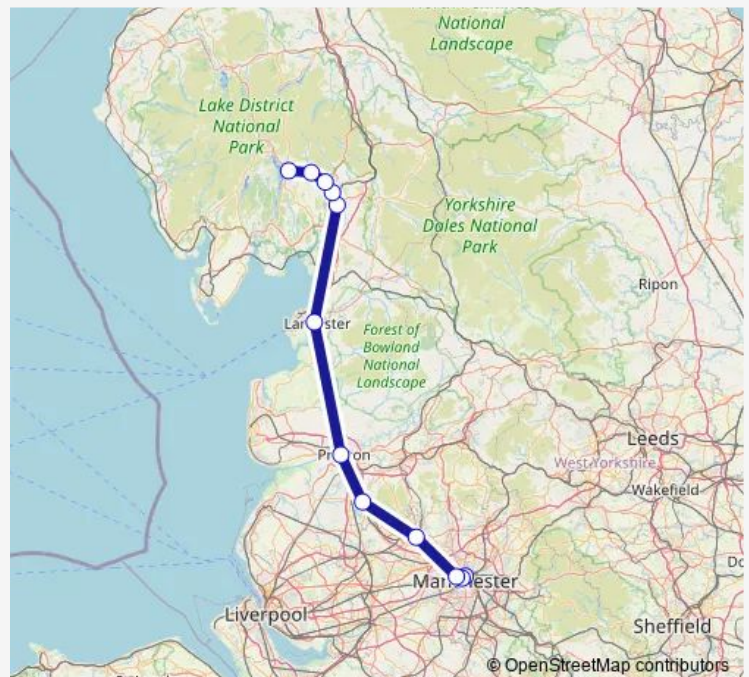 National
Landscape
Lake District
National
Park
Yorkshire
Dales National
Park
Ripon
Forest of
Bowland
National
Landscape
Leeds
West Yorkshire
Wakefield
Liverpool
Sheffield
© OpenStreetMap contributors